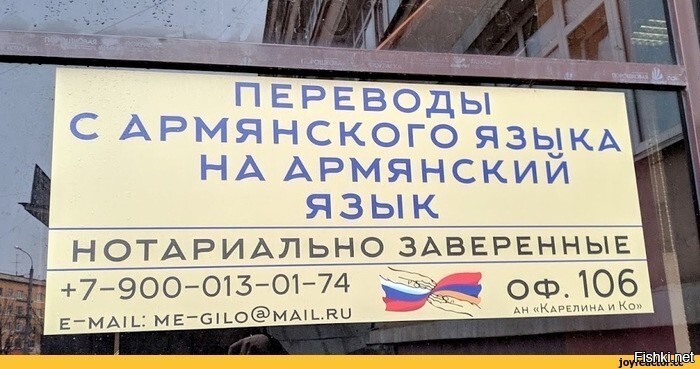 ПЕРЕВОДЫ
С АРМЯНСКОГО ЯЗЫКА
НА АРМЯНСКИЙ
ЯЗЫК
НОТАРИАЛЬНО ЗАВЕРЕННЫЕ
+7-900-013-01-74
E-MAIL: ME-GILO@MAIL.RU
ОФ. 106
АН «КАРЕЛИНА И КО»
Fishki.net
joyreactor.cc